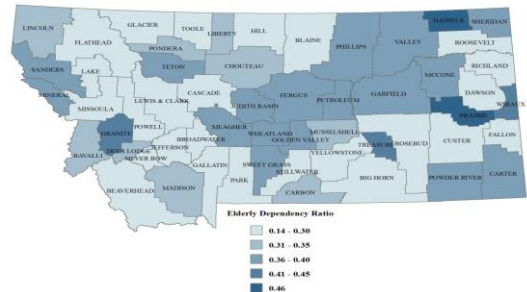 LINCOLN
FLATHEAD
GLACIER
TOOLE
LIBERTY
HILL
BLAINE
PHILLIPS
VALLEY
DANIELS
SHERIDAN
ROOSEVELT
PONDERA
TETON
CHOUTEAU
SANDERS
LAKE
MINERAL
MISSOULA
LEWIS & CLARK
CASCADE
JUDITH BASIN
FERGUS
PETROLEUM
GARFIELD
MCCONE
RICHLAND
DAWSON
WIBAUX
PRAIRIE
POWELL
GRANITE
MEAGHER
WHEATLAND
GOLDEN VALLEY
MUSSELSHELL
TREASURE
ROSEBUD
CUSTER
FALLON
RAVALLI
DEER LODGE
SILVER BOW
JEFFERSON
BROADWATER
GALLATIN
PARK
SWEET GRASS
STILLWATER
YELLOWSTONE
BIG HORN
POWDER RIVER
CARTER
BEAVERHEAD
MADISON
CARBON
Elderly Dependency Ratio
0.14 - 0.30
0.31 - 0.35
0.36 - 0.40
0.41 - 0.45
0.46